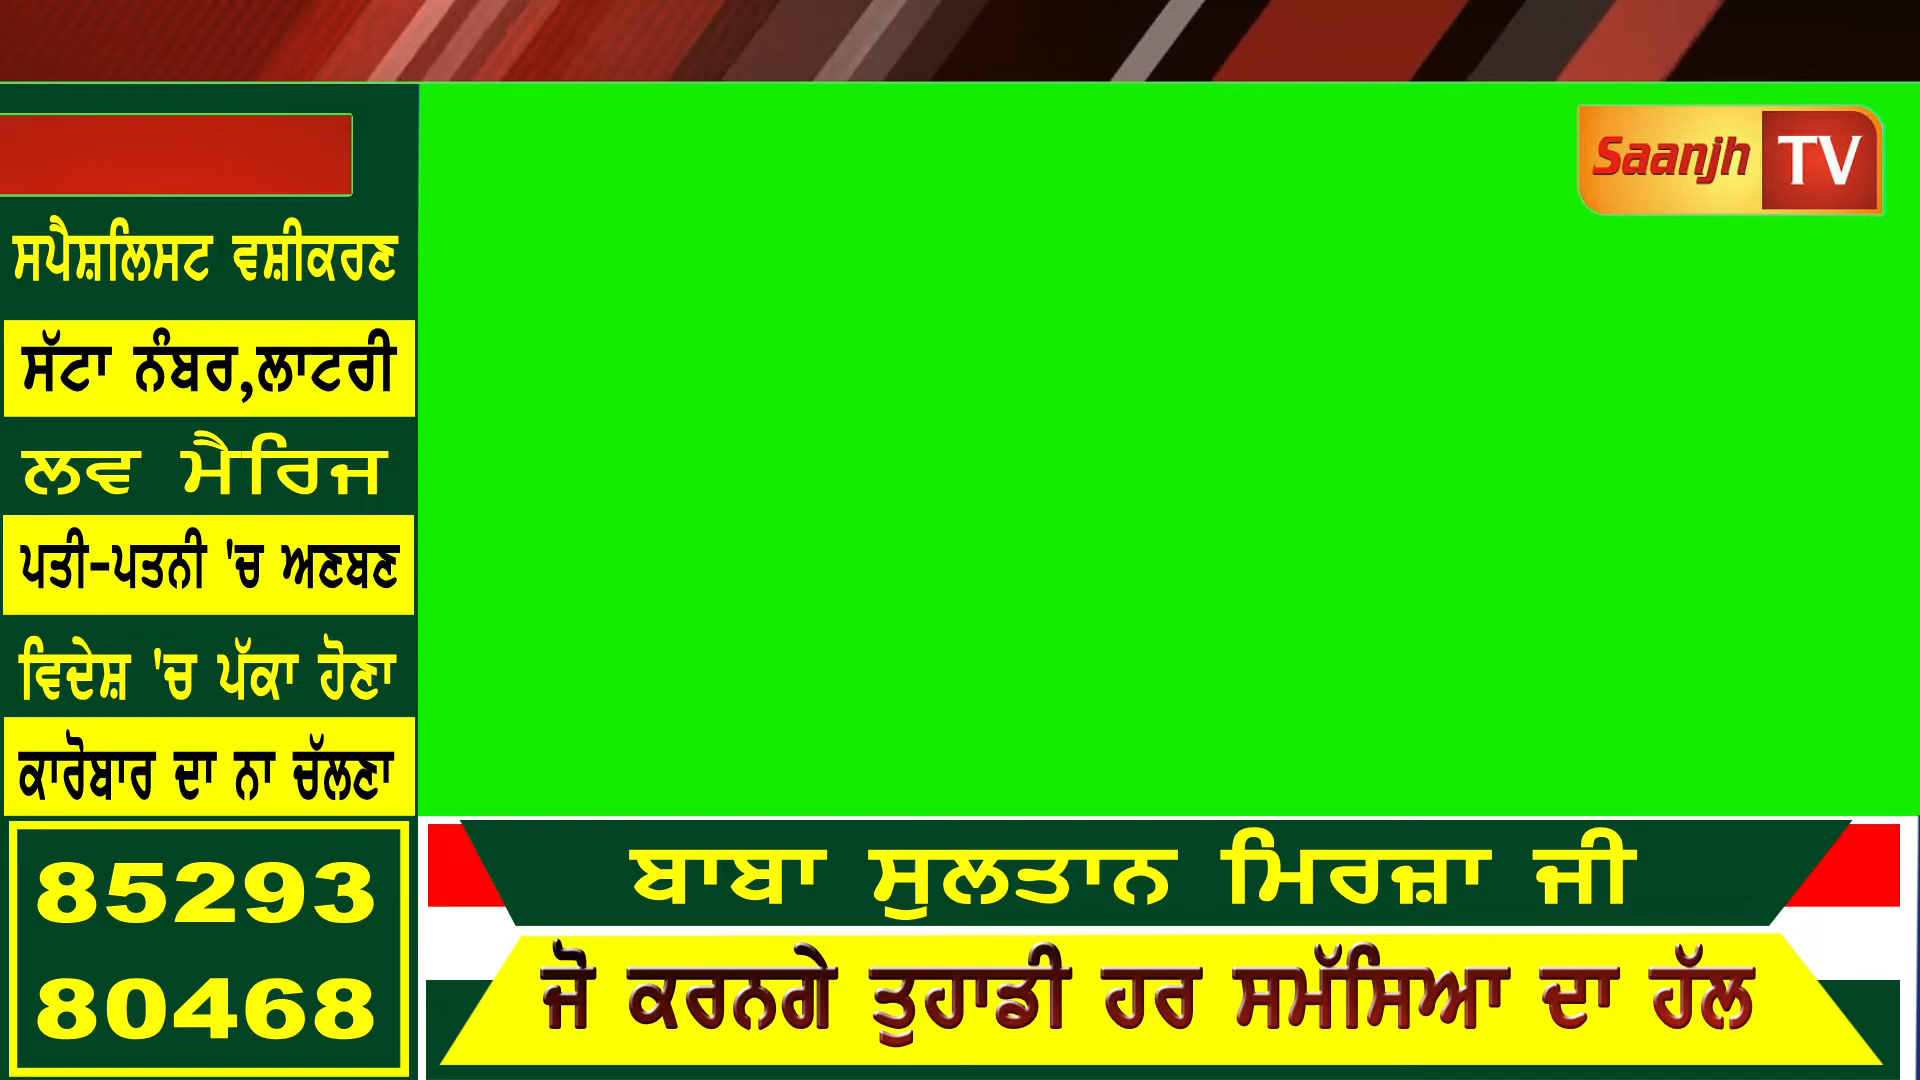 Saanjh TV
ਸਪੈਸ਼ਲਿਸਟ ਵਸ਼ੀਕਰਣ
ਸੱਟਾ ਨੰਬਰ,ਲਾਟਰੀ
ਲਵ ਮੈਰਿਜ
ਪਤੀ-ਪਤਨੀ 'ਚ ਅਣਬਣ
ਵਿਦੇਸ਼ 'ਚ ਪੱਕਾ ਹੋਣਾ
ਕਾਰੋਬਾਰ ਦਾ ਨਾ ਚੱਲਣਾ
85293
80468
ਬਾਬਾ ਸੁਲਤਾਨ ਮਿਰਜ਼ਾ ਜੀ
ਜੋ ਕਰਨਗੇ ਤੁਹਾਡੀ ਹਰ ਸਮੱਸਿਆ ਦਾ ਹੱਲ